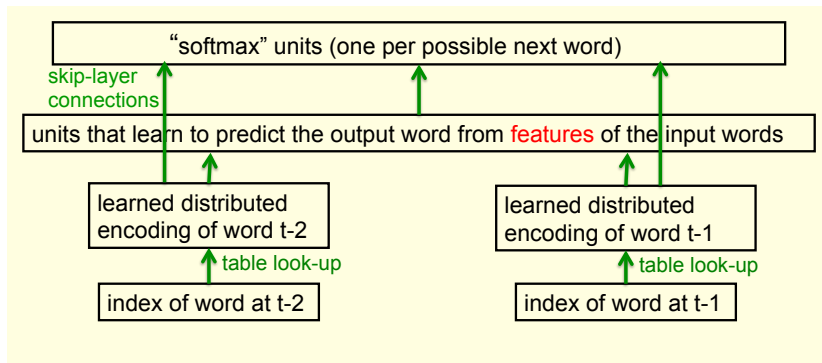 “softmax” units (one per possible next word)
skip-layer
connections
units that learn to predict the output word from features of the input words
learned distributed
encoding of word t-2
learned distributed
encoding of word t-1
table look-up
table look-up
index of word at t-2
index of word at t-1